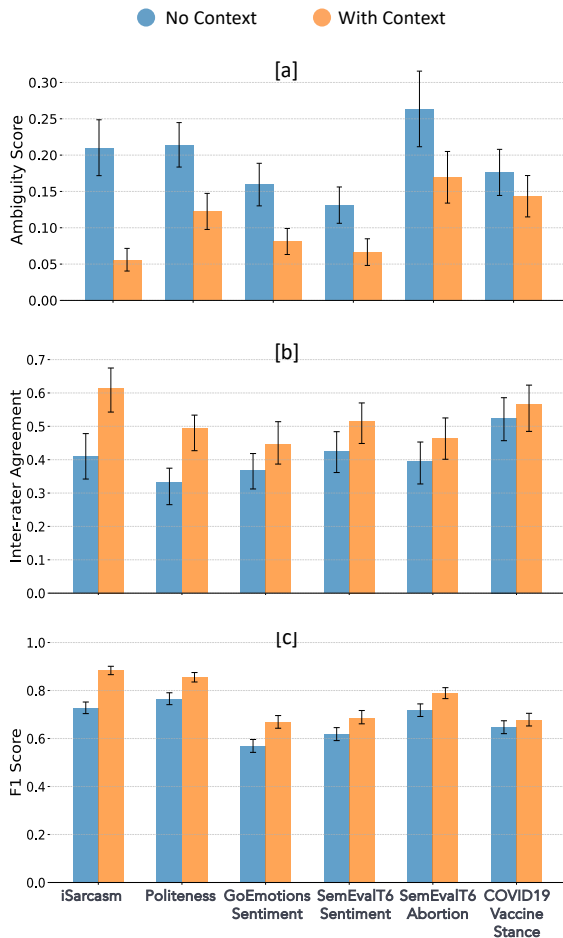 No Context With Context
[a]
Ambiguity Score
0.30
0.25
0.20
0.15
0.10
0.05
0.00
[b]
Inter-rater Agreement
0.7
0.6
0.5
0.4
0.3
0.2
0.1
0.0
[c]
F1 Score
1.0
0.8
0.6
0.4
0.2
0.0
iSarcasm Politeness GoEmotions SemEvalT6 SemEvalT6 COVID19
Sentiment Sentiment Abortion Vaccine
Stance